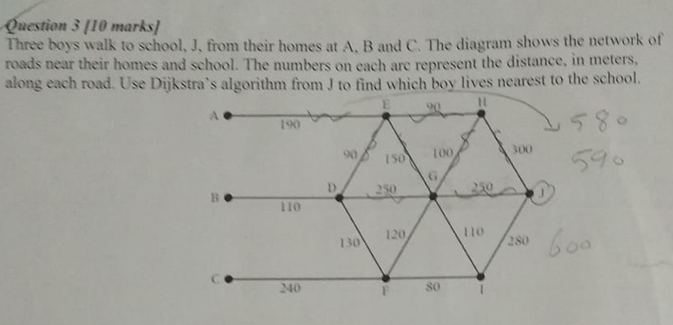 Question 3 [10 marks]
Three boys walk to school, J, from their homes at A, B and C. The diagram shows the network of
roads near their homes and school. The numbers on each arc represent the distance, in meters,
along each road. Use Dijkstra's algorithm from J to find which boy lives nearest to the school.
E 90 H
A 190 580
90 150 100 300
590
G
D 250 250 J
B 110
130 120 110 280 600
C 240 F 80 I